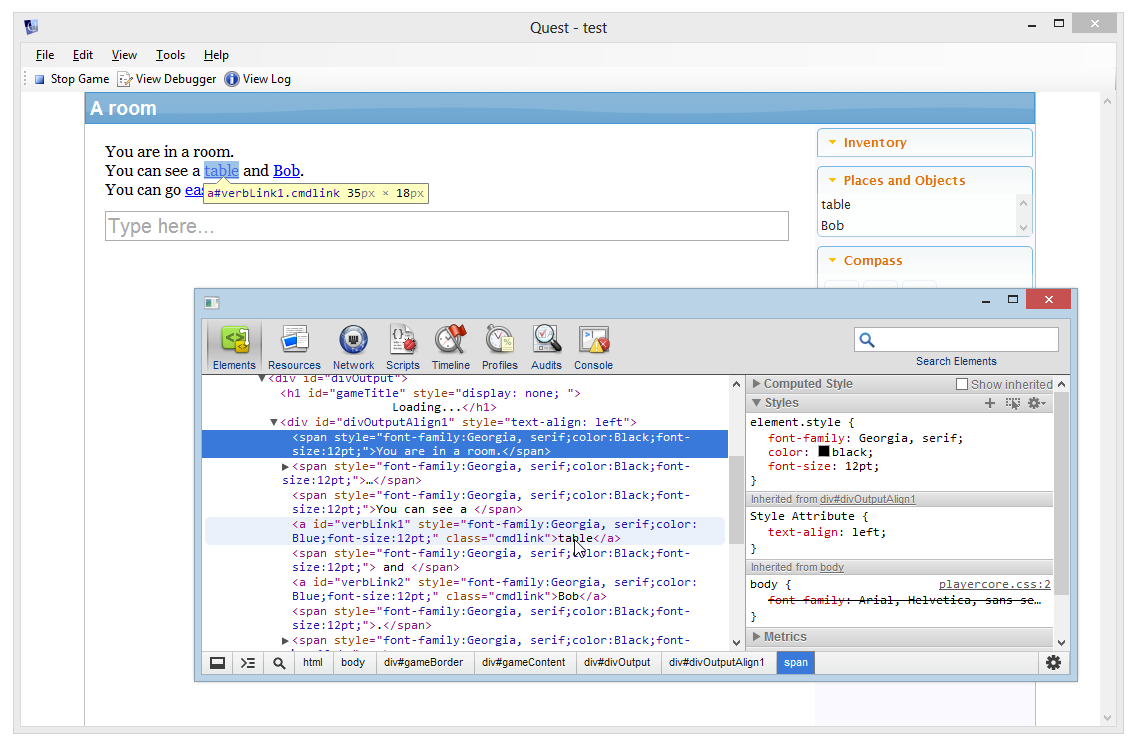 Quest - test
File Edit View Tools Help
Stop Game View Debugger View Log
A room
You are in a room.
You can see a table and Bob.
You can go eas
a#verbLink1.cmdlink 35px × 18px
Type here...
Inventory
Places and Objects
table
Bob
Compass
Elements Resources Network Scripts Timeline Profiles Audits Console
Search Elements
▼<div id="divOutput">
<h1 id="gameTitle" style="display: none; ">
Loading...</h1>
▼<div id="divOutputAlign1" style="text-align: left">
<span style="font-family:Georgia, serif;color:Black;font-
size:12pt;">You are in a room.</span>
▶<span style="font-family:Georgia, serif;color:Black;font-
size:12pt;">…</span>
<span style="font-family:Georgia, serif;color:Black;font-
size:12pt;">You can see a </span>
<a id="verbLink1" style="font-family:Georgia, serif;color:
Blue;font-size:12pt;" class="cmdlink">table</a>
<span style="font-family:Georgia, serif;color:Black;font-
size:12pt;"> and </span>
<a id="verbLink2" style="font-family:Georgia, serif;color:
Blue;font-size:12pt;" class="cmdlink">Bob</a>
<span style="font-family:Georgia, serif;color:Black;font-
size:12pt;">.</span>
▶<span style="font-family:Georgia, serif;color:Black;font-
▶ Computed Style Show inherited
▼ Styles
element.style {
font-family: Georgia, serif;
color: black;
font-size: 12pt;
}
Inherited from div#divOutputAlign1
Style Attribute {
text-align: left;
}
Inherited from body
body { playercore.css:2
font-family: Arial, Helvetica, sans se…
}
▶ Metrics
html body div#gameBorder div#gameContent div#divOutput div#divOutputAlign1 span